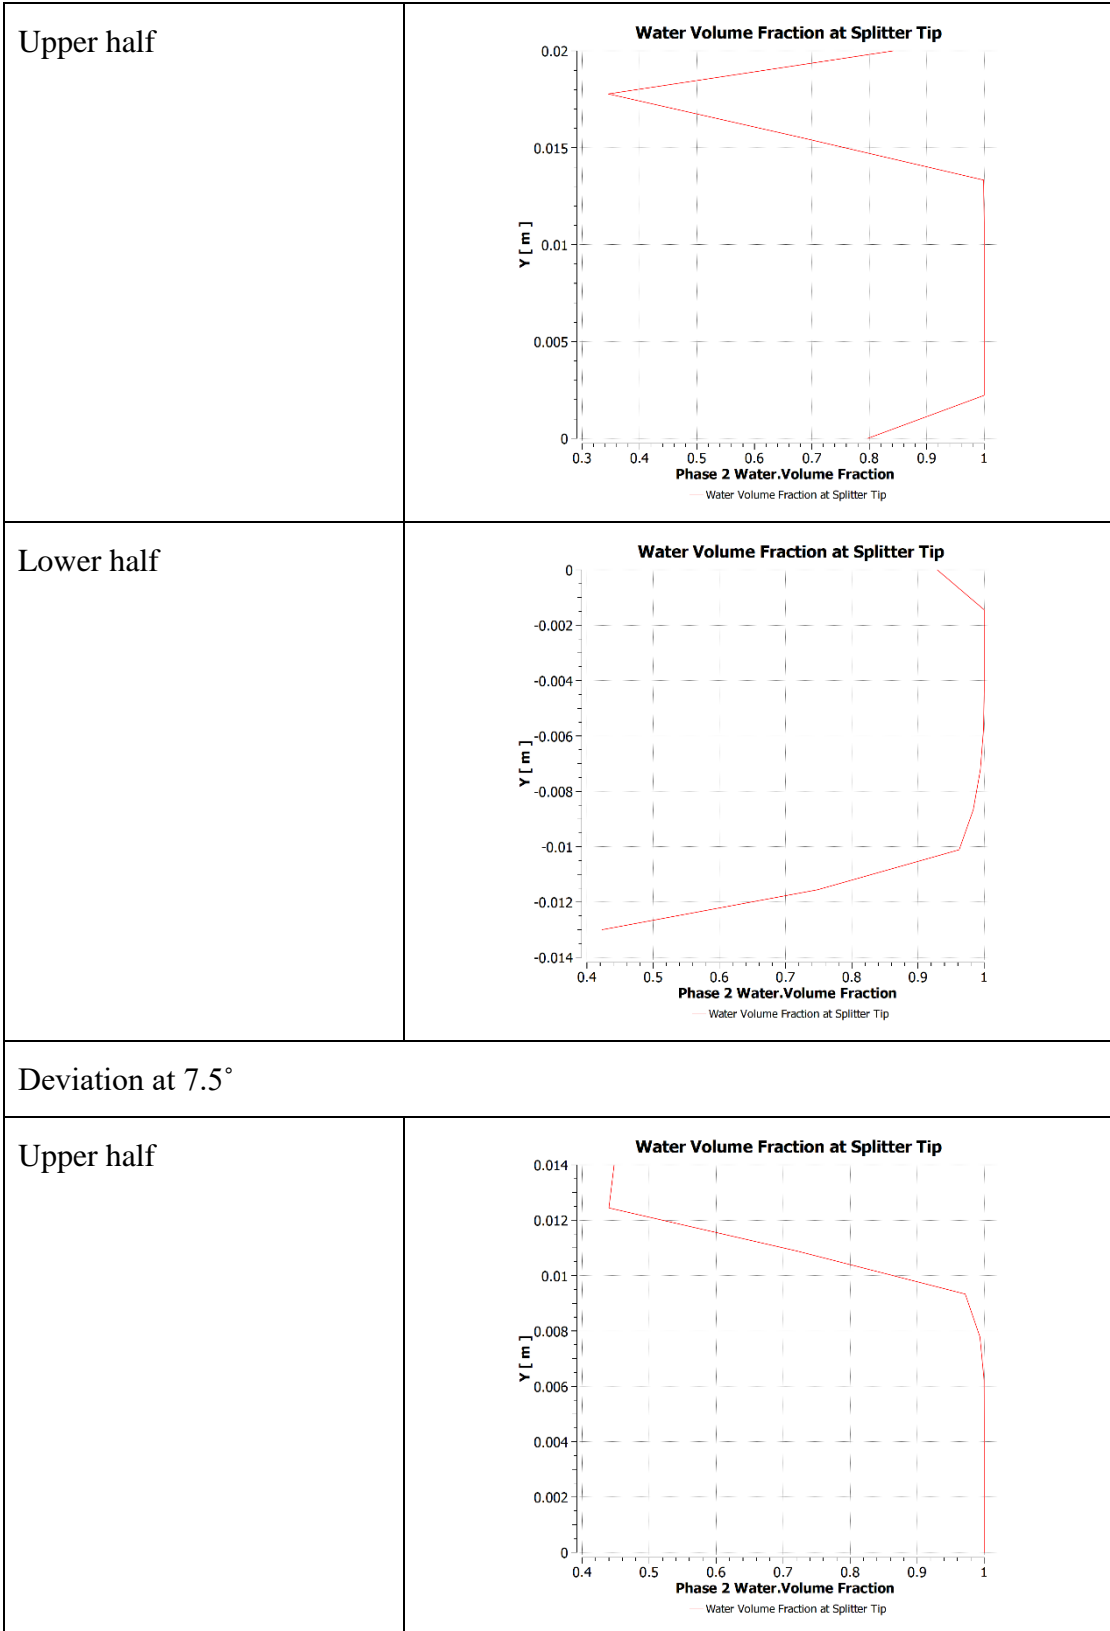 Upper half
Water Volume Fraction at Splitter Tip
0.02
0.015
0.01
0.005
0
Y [ m ]
0.3 0.4 0.5 0.6 0.7 0.8 0.9 1
Phase 2 Water.Volume Fraction
Water Volume Fraction at Splitter Tip
Lower half
Water Volume Fraction at Splitter Tip
0
-0.002
-0.004
-0.006
-0.008
-0.01
-0.012
-0.014
Y [ m ]
0.4 0.5 0.6 0.7 0.8 0.9 1
Phase 2 Water.Volume Fraction
Water Volume Fraction at Splitter Tip
Deviation at 7.5˚
Upper half
Water Volume Fraction at Splitter Tip
0.014
0.012
0.01
0.008
0.006
0.004
0.002
0
Y [ m ]
0.4 0.5 0.6 0.7 0.8 0.9 1
Phase 2 Water.Volume Fraction
Water Volume Fraction at Splitter Tip